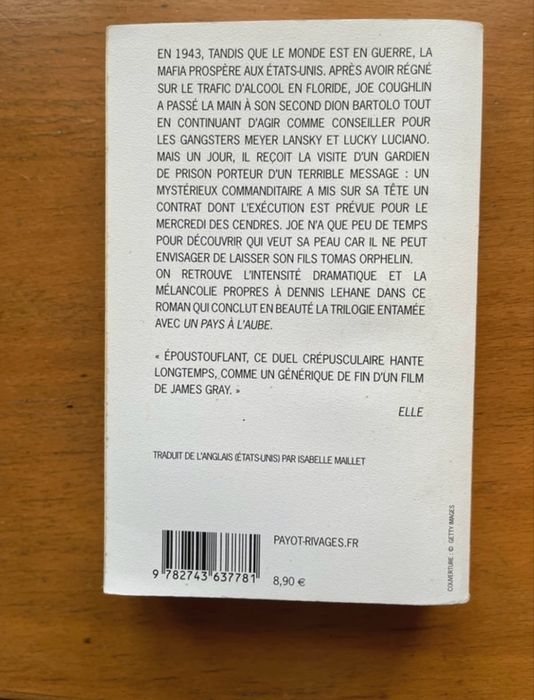 EN 1943, TANDIS QUE LE MONDE EST EN GUERRE, LA
MAFIA PROSPÈRE AUX ÉTATS-UNIS. APRÈS AVOIR RÉGNÉ
SUR LE TRAFIC D'ALCOOL EN FLORIDE, JOE COUGHLIN
A PASSÉ LA MAIN À SON SECOND DION BARTOLO TOUT
EN CONTINUANT D'AGIR COMME CONSEILLER POUR
LES GANGSTERS MEYER LANSKY ET LUCKY LUCIANO.
MAIS UN JOUR, IL REÇOIT LA VISITE D'UN GARDIEN
DE PRISON PORTEUR D'UN TERRIBLE MESSAGE : UN
MYSTÉRIEUX COMMANDITAIRE A MIS SUR SA TÊTE UN
CONTRAT DONT L'EXÉCUTION EST PRÉVUE POUR LE
MERCREDI DES CENDRES. JOE N'A QUE PEU DE TEMPS
POUR DÉCOUVRIR QUI VEUT SA PEAU CAR IL NE PEUT
ENVISAGER DE LAISSER SON FILS TOMAS ORPHELIN.
ON RETROUVE L'INTENSITÉ DRAMATIQUE ET LA
MÉLANCOLIE PROPRES À DENNIS LEHANE DANS CE
ROMAN QUI CONCLUT EN BEAUTÉ LA TRILOGIE ENTAMÉE
AVEC UN PAYS À L'AUBE.
« ÉPOUSTOUFLANT, CE DUEL CRÉPUSCULAIRE HANTE
LONGTEMPS, COMME UN GÉNÉRIQUE DE FIN D'UN FILM
DE JAMES GRAY. »
ELLE
TRADUIT DE L'ANGLAIS (ÉTATS-UNIS) PAR ISABELLE MAILLET
PAYOT-RIVAGES.FR
9 782743 637781
8,90 €
COUVERTURE : © GETTY IMAGES